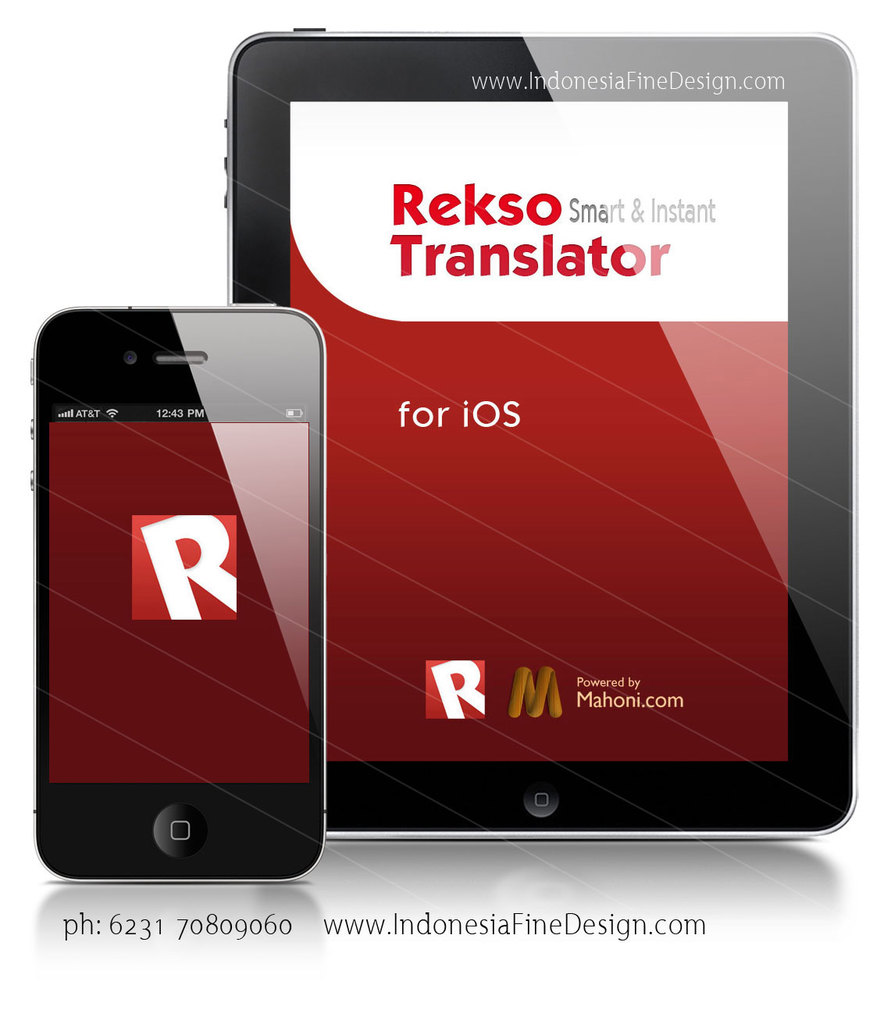 www.IndonesiaFineDesign.com
Rekso Smart & Instant
Translator
for iOS
R
Powered by
Mahoni.com
AT&T 12:43 PM
R
ph: 6231 70809060 www.IndonesiaFineDesign.com